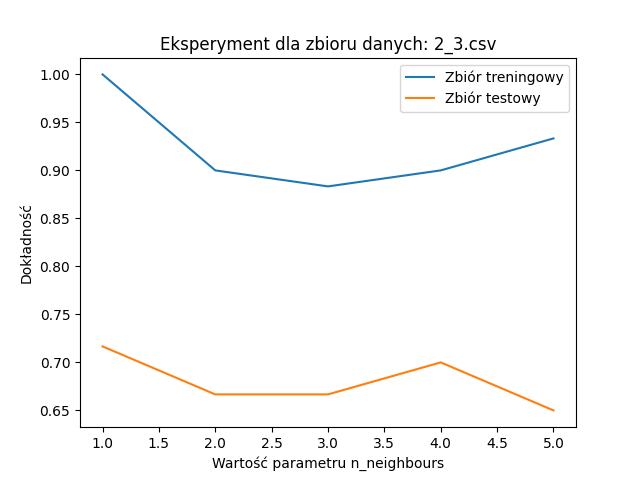 Eksperyment dla zbioru danych: 2_3.csv
Zbiór treningowy
Zbiór testowy
Dokładność
1.00
0.95
0.90
0.85
0.80
0.75
0.70
0.65
1.0 1.5 2.0 2.5 3.0 3.5 4.0 4.5 5.0
Wartość parametru n_neighbours